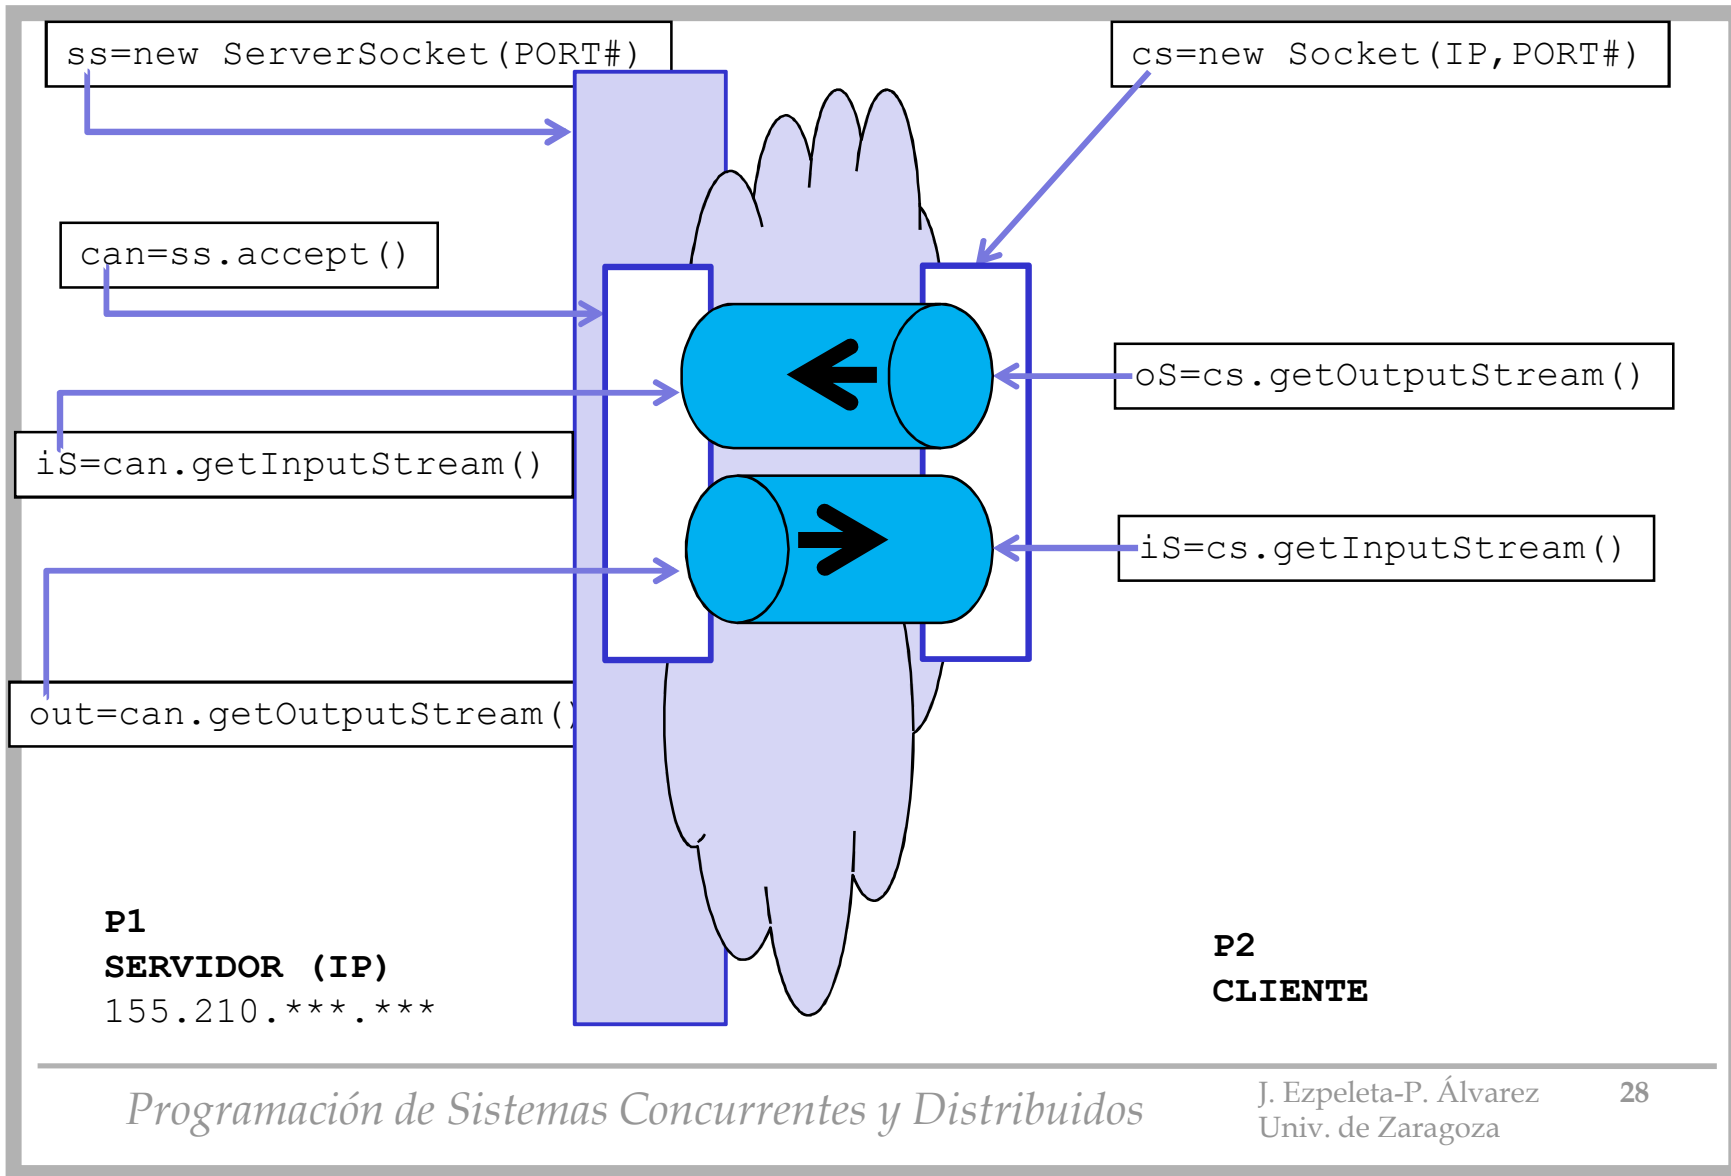 ss=new ServerSocket(PORT#)
cs=new Socket(IP,PORT#)
can=ss.accept()
oS=cs.getOutputStream()
iS=can.getInputStream()
iS=cs.getInputStream()
out=can.getOutputStream()
P1
SERVIDOR (IP)
155.210.***.***
P2
CLIENTE
Programación de Sistemas Concurrentes y Distribuidos
J. Ezpeleta-P. Álvarez
Univ. de Zaragoza
28